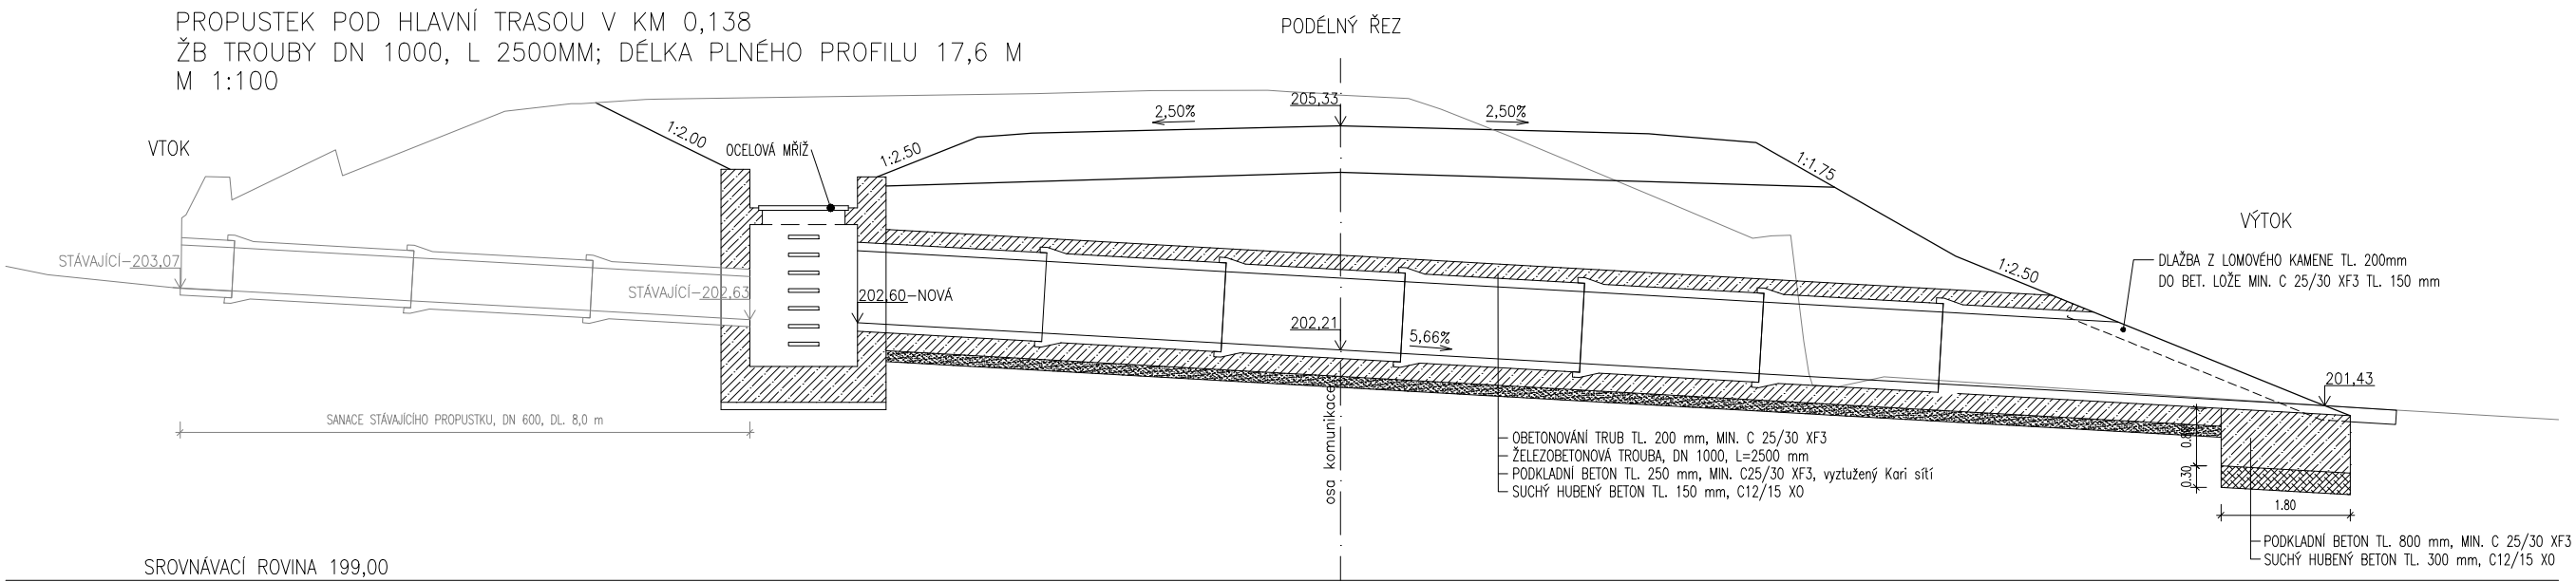 PROPUSTEK POD HLAVNÍ TRASOU V KM 0,138
ŽB TROUBY DN 1000, L 2500MM; DÉLKA PLNÉHO PROFILU 17,6 M
M 1:100
PODÉLNÝ ŘEZ
VTOK
1:2.00
OCELOVÁ MŘÍŽ
1:2.50
2,50%
205,33
2,50%
1:1.75
VÝTOK
1:2.50
DLAŽBA Z LOMOVÉHO KAMENE TL. 200mm
DO BET. LOŽE MIN. C 25/30 XF3 TL. 150 mm
STÁVAJÍCÍ-203,07
STÁVAJÍCÍ-202,63
202,60-NOVÁ
202,21
5,66%
201,43
SANACE STÁVAJÍCÍHO PROPUSTKU, DN 600, DL. 8,0 m
osa komunikace
OBETONOVÁNÍ TRUB TL. 200 mm, MIN. C 25/30 XF3
ŽELEZOBETONOVÁ TROUBA, DN 1000, L=2500 mm
PODKLADNÍ BETON TL. 250 mm, MIN. C25/30 XF3, vyztužený Kari sítí
SUCHÝ HUBENÝ BETON TL. 150 mm, C12/15 XO
0.80
0.30
1.80
PODKLADNÍ BETON TL. 800 mm, MIN. C 25/30 XF3
SUCHÝ HUBENÝ BETON TL. 300 mm, C12/15 XO
SROVNÁVACÍ ROVINA 199,00